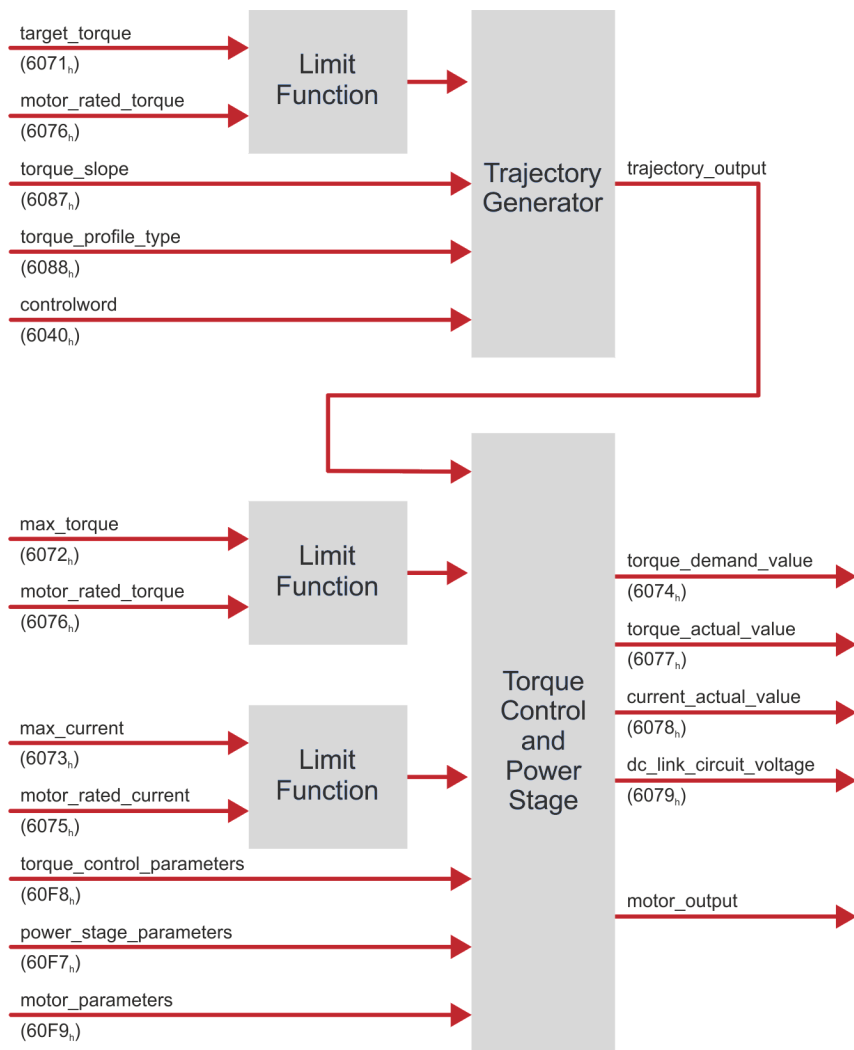 target_torque
(6071h)
motor_rated_torque
(6076h)
Limit
Function
torque_slope
(6087h)
torque_profile_type
(6088h)
controlword
(6040h)
Trajectory
Generator
trajectory_output
max_torque
(6072h)
motor_rated_torque
(6076h)
Limit
Function
max_current
(6073h)
motor_rated_current
(6075h)
Limit
Function
torque_control_parameters
(60F8h)
power_stage_parameters
(60F7h)
motor_parameters
(60F9h)
Torque
Control
and
Power
Stage
torque_demand_value
(6074h)
torque_actual_value
(6077h)
current_actual_value
(6078h)
dc_link_circuit_voltage
(6079h)
motor_output